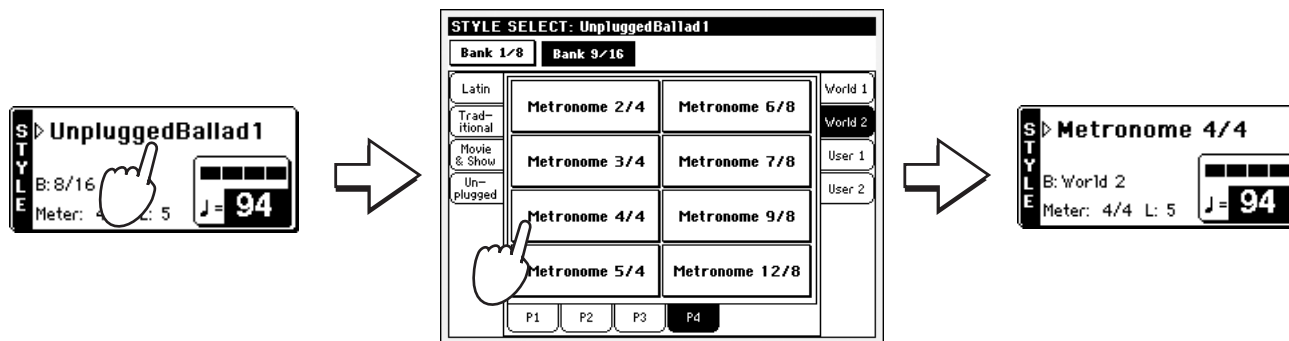 STYLE
UnpluggedBallad1
B: 8/16
Meter: 4 L: 5
♩= 94
STYLE SELECT: UnpluggedBallad1
Bank 1/8 Bank 9/16
Latin
Trad-
itional
Movie
& Show
Un-
plugged
Metronome 2/4 Metronome 6/8
Metronome 3/4 Metronome 7/8
Metronome 4/4 Metronome 9/8
Metronome 5/4 Metronome 12/8
World 1
World 2
User 1
User 2
P1 P2 P3 P4
STYLE
Metronome 4/4
B: World 2
Meter: 4/4 L: 5
♩= 94